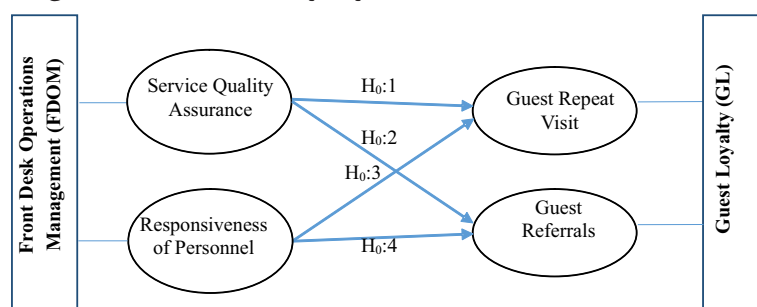 Front Desk Operations
Management (FDOM)
Service Quality
Assurance
Responsiveness
of Personnel
H₀:1
H₀:2
H₀:3
H₀:4
Guest Repeat
Visit
Guest
Referrals
Guest Loyalty (GL)